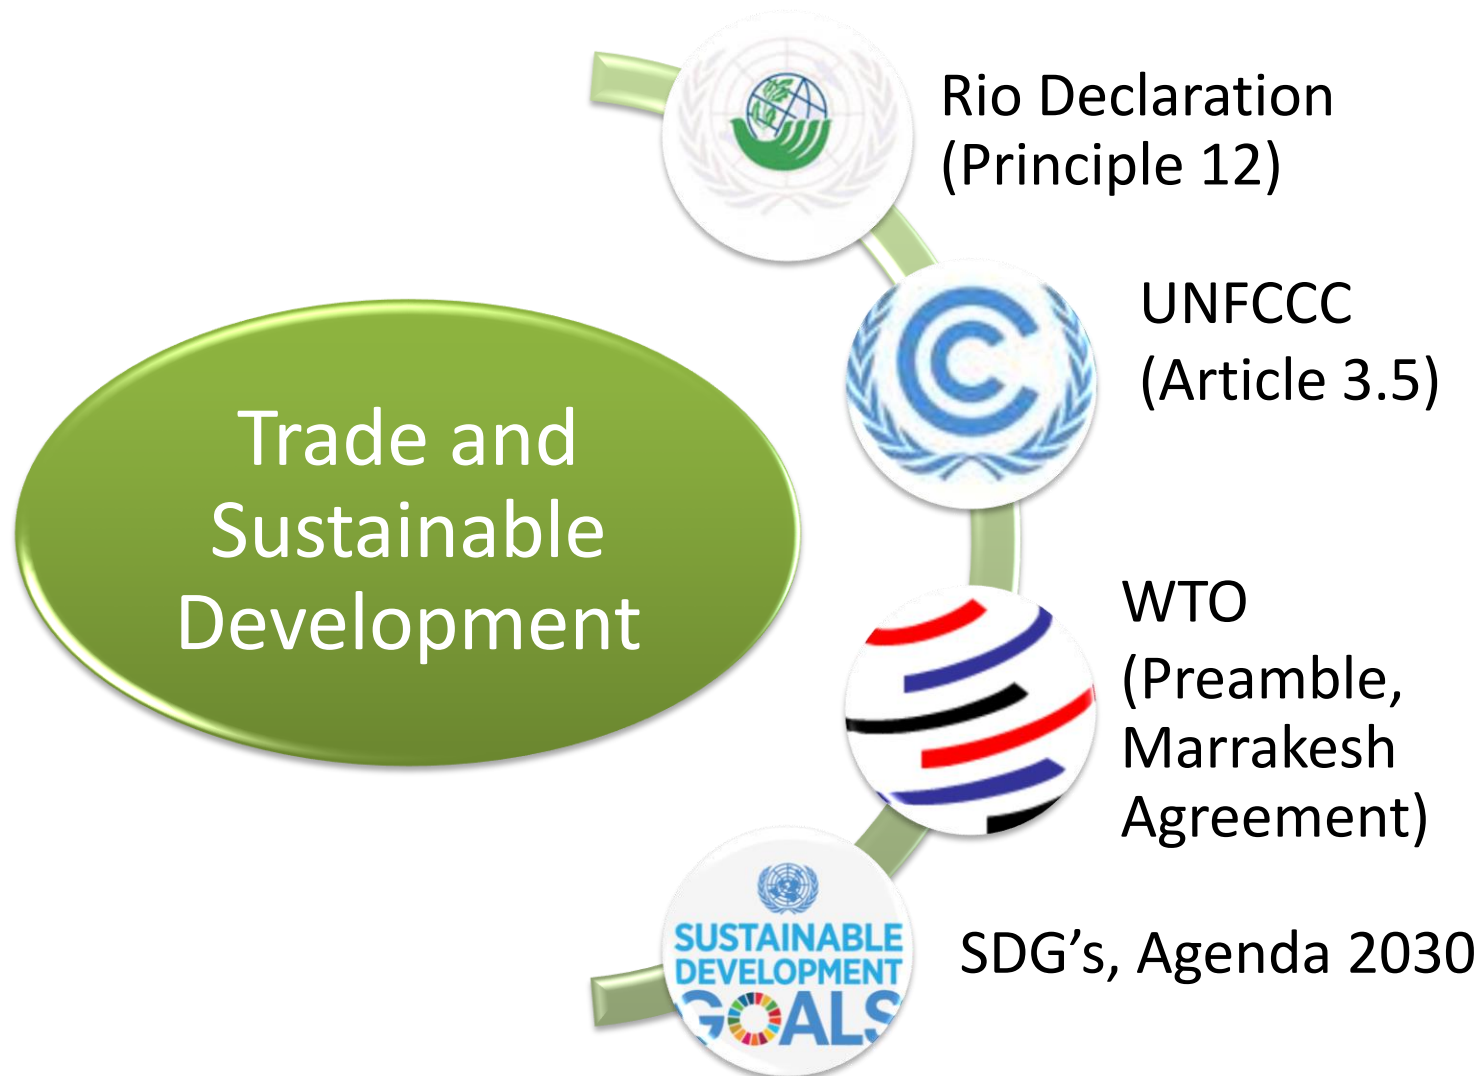 Trade and
Sustainable
Development
Rio Declaration
(Principle 12)
UNFCCC
(Article 3.5)
WTO
(Preamble,
Marrakesh
Agreement)
SUSTAINABLE
DEVELOPMENT
GOALS
SDG’s, Agenda 2030